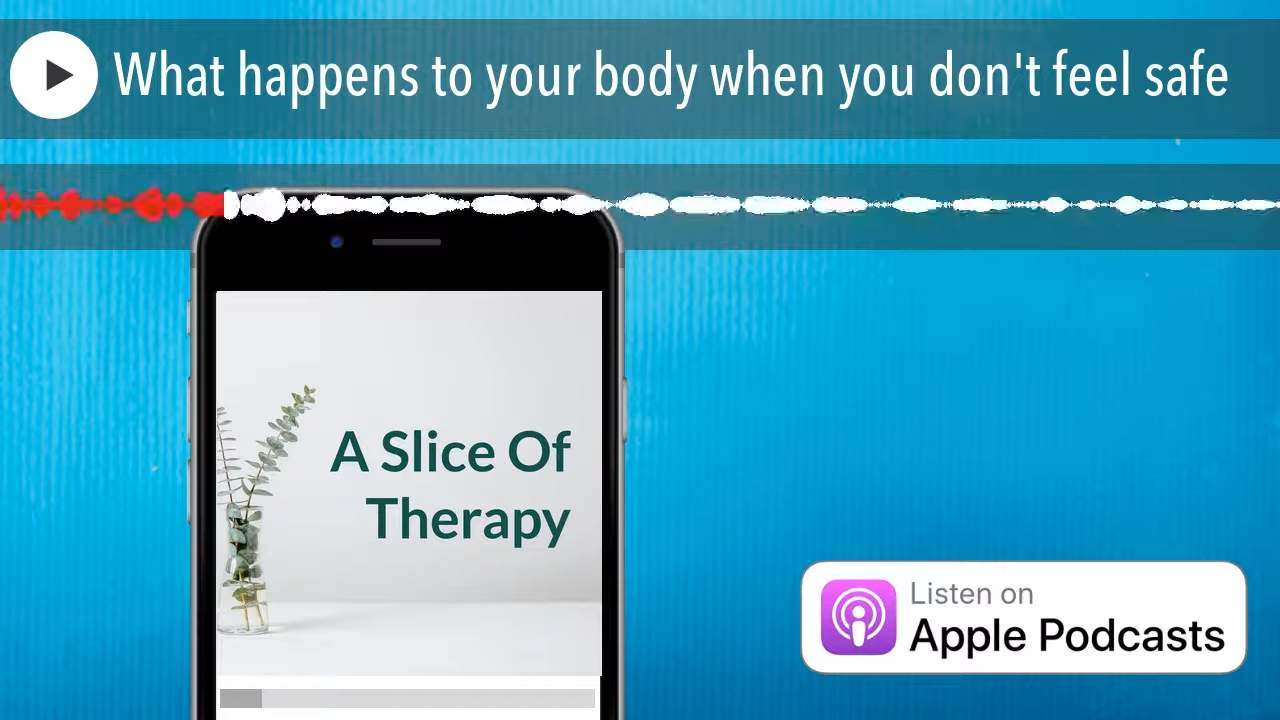 What happens to your body when you don't feel safe
A Slice Of
Therapy
Listen on
Apple Podcasts